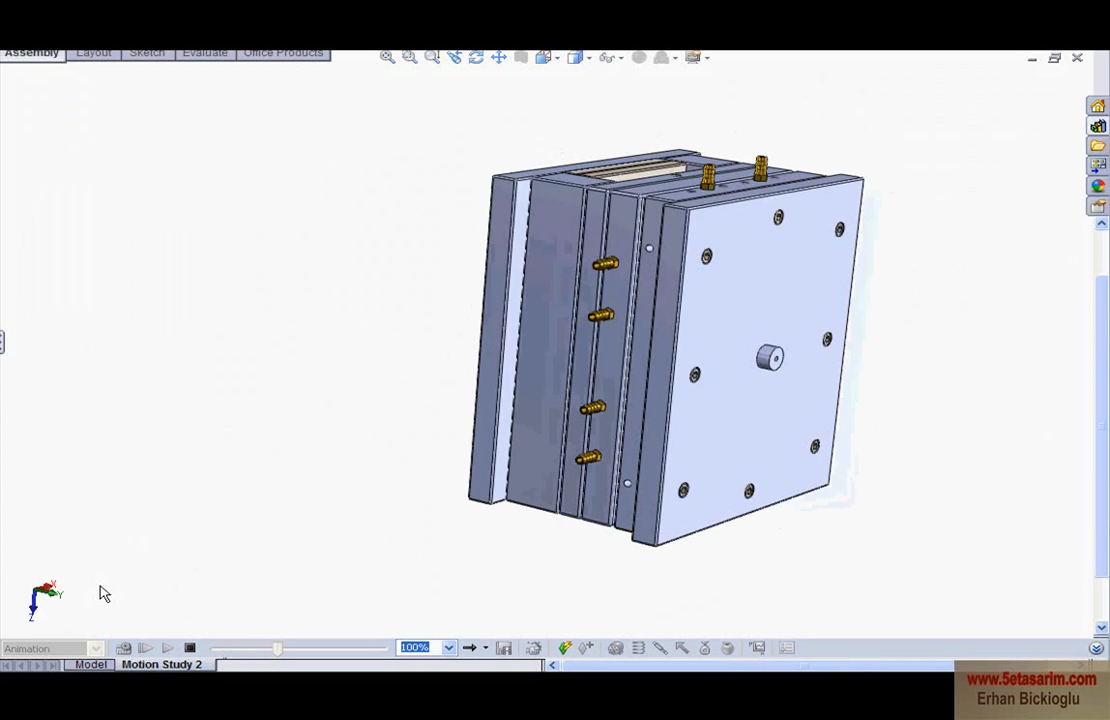 Assembly Layout Sketch Evaluate Office Products
X
Y
Z
Animation 100%
Model Motion Study 2
www.5etasarim.com
Erhan Bickioglu